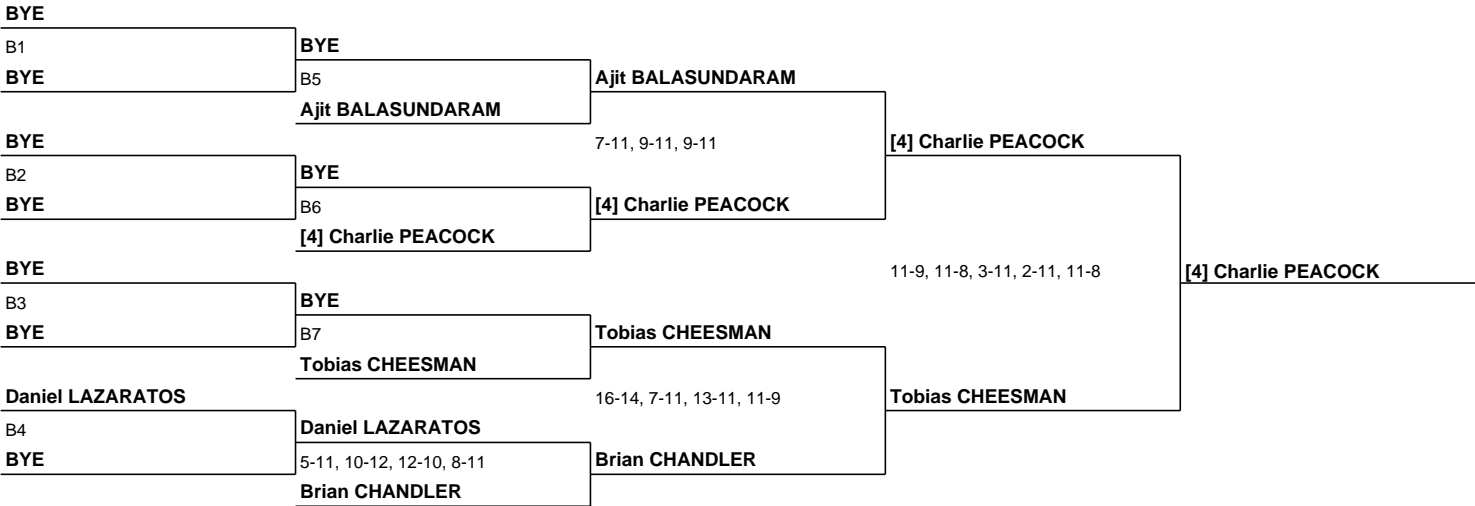 BYE
B1
BYE
BYE
B5
Ajit BALASUNDARAM
Ajit BALASUNDARAM
BYE
7-11, 9-11, 9-11
[4] Charlie PEACOCK
B2
BYE
BYE
B6
[4] Charlie PEACOCK
[4] Charlie PEACOCK
BYE
11-9, 11-8, 3-11, 2-11, 11-8
[4] Charlie PEACOCK
B3
BYE
BYE
B7
Tobias CHEESMAN
Tobias CHEESMAN
Daniel LAZARATOS
16-14, 7-11, 13-11, 11-9
Tobias CHEESMAN
B4
Daniel LAZARATOS
BYE
5-11, 10-12, 12-10, 8-11
Brian CHANDLER
Brian CHANDLER